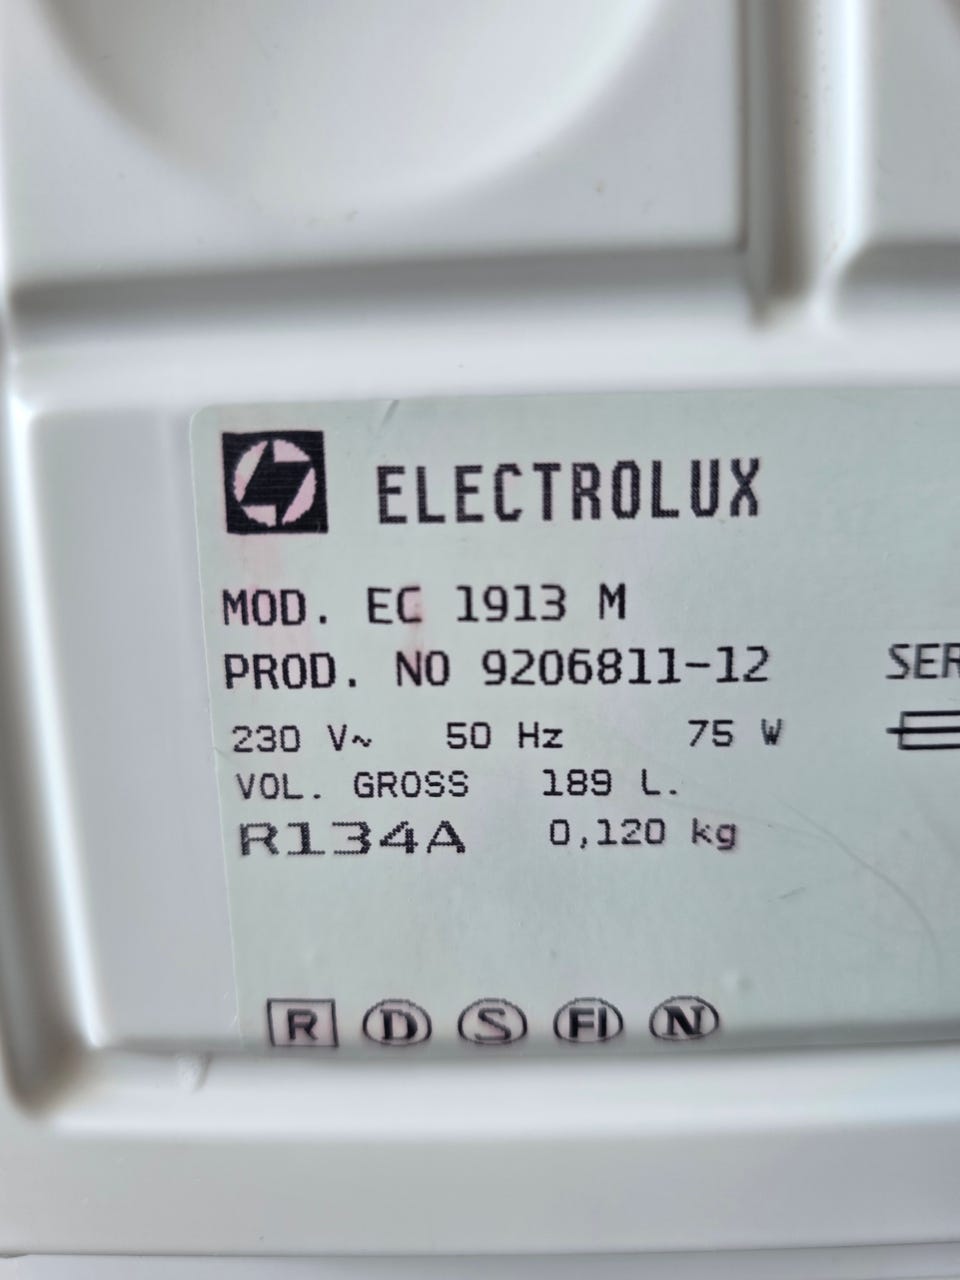 ELECTROLUX
MOD. EC 1913 M
PROD. NO 9206811-12 SER
230 V~ 50 Hz 75 W
VOL. GROSS 189 L.
R134A 0,120 kg
R D S FI N